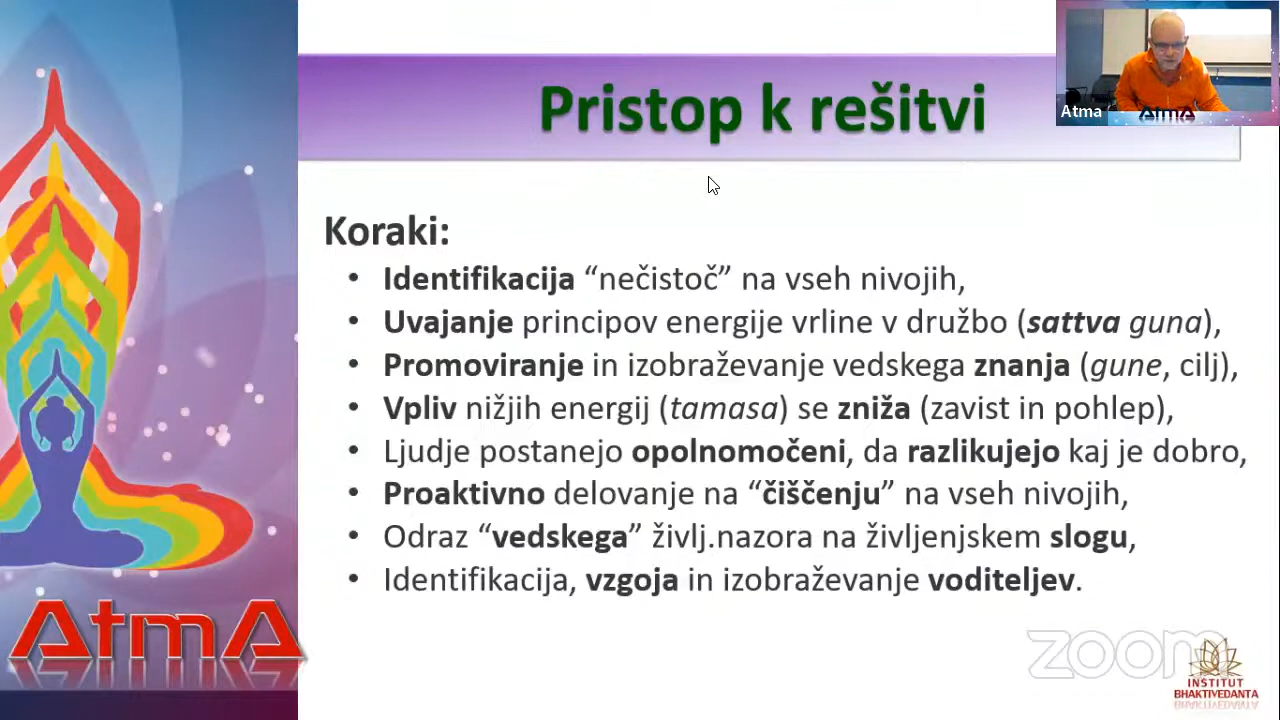 Pristop k rešitvi
Atma
AtmA
Koraki:
• Identifikacija “nečistoč” na vseh nivojih,
• Uvajanje principov energije vrline v družbo (sattva guna),
• Promoviranje in izobraževanje vedskega znanja (gune, cilj),
• Vpliv nižjih energij (tamasa) se zniža (zavist in pohlep),
• Ljudje postanejo opolnomočeni, da razlikujejo kaj je dobro,
• Proaktivno delovanje na “čiščenju” na vseh nivojih,
• Odraz “vedskega” življ.nazora na življenjskem slogu,
• Identifikacija, vzgoja in izobraževanje voditeljev.
AtmA
zoom
INSTITUT
BHAKTIVEDANTA